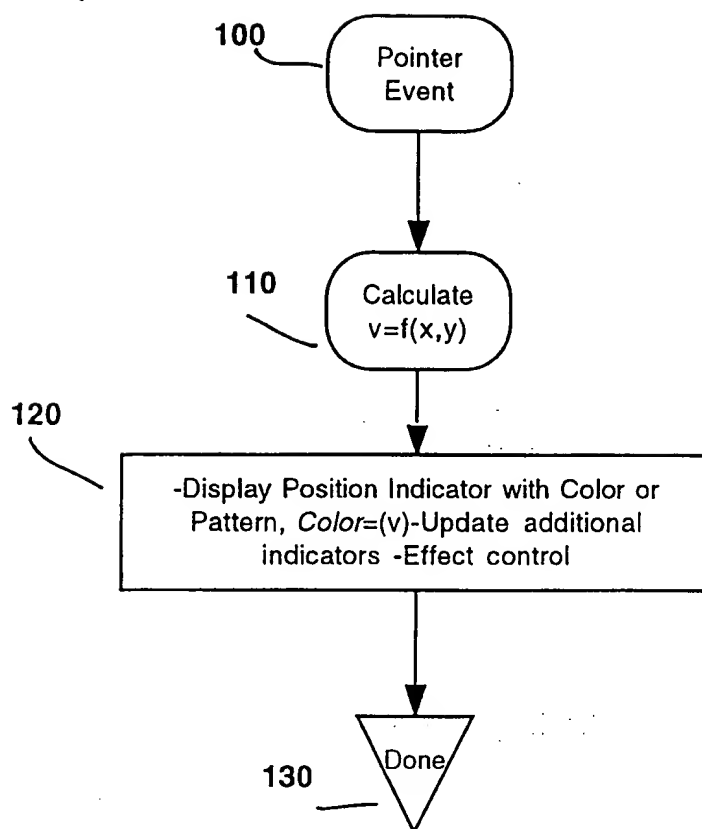 100
Pointer
Event
110
Calculate
v=f(x,y)
120
-Display Position Indicator with Color or
Pattern, Color=(v)-Update additional
indicators -Effect control
Done
130